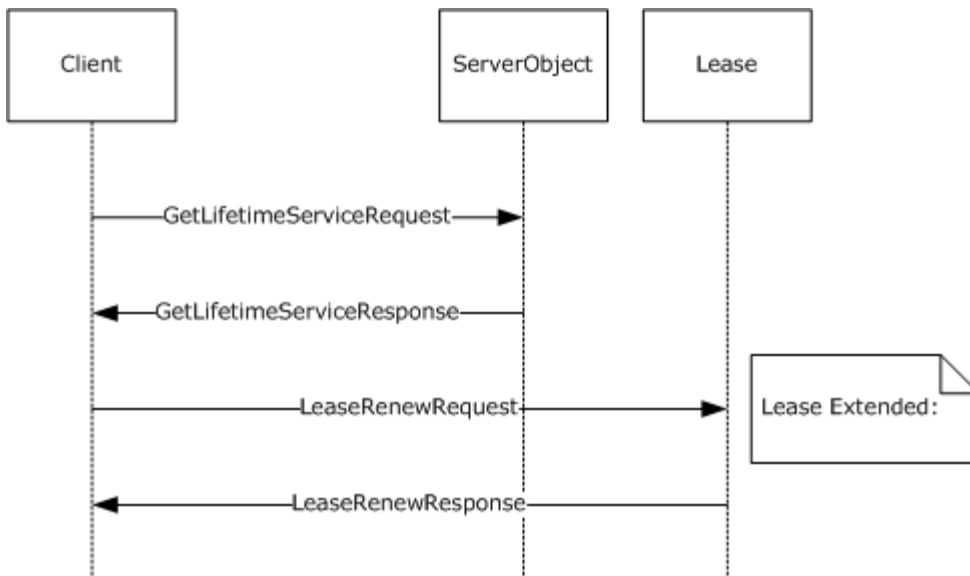 Client
ServerObject
Lease
GetLifetimeServiceRequest
GetLifetimeServiceResponse
LeaseRenewRequest
Lease Extended:
LeaseRenewResponse